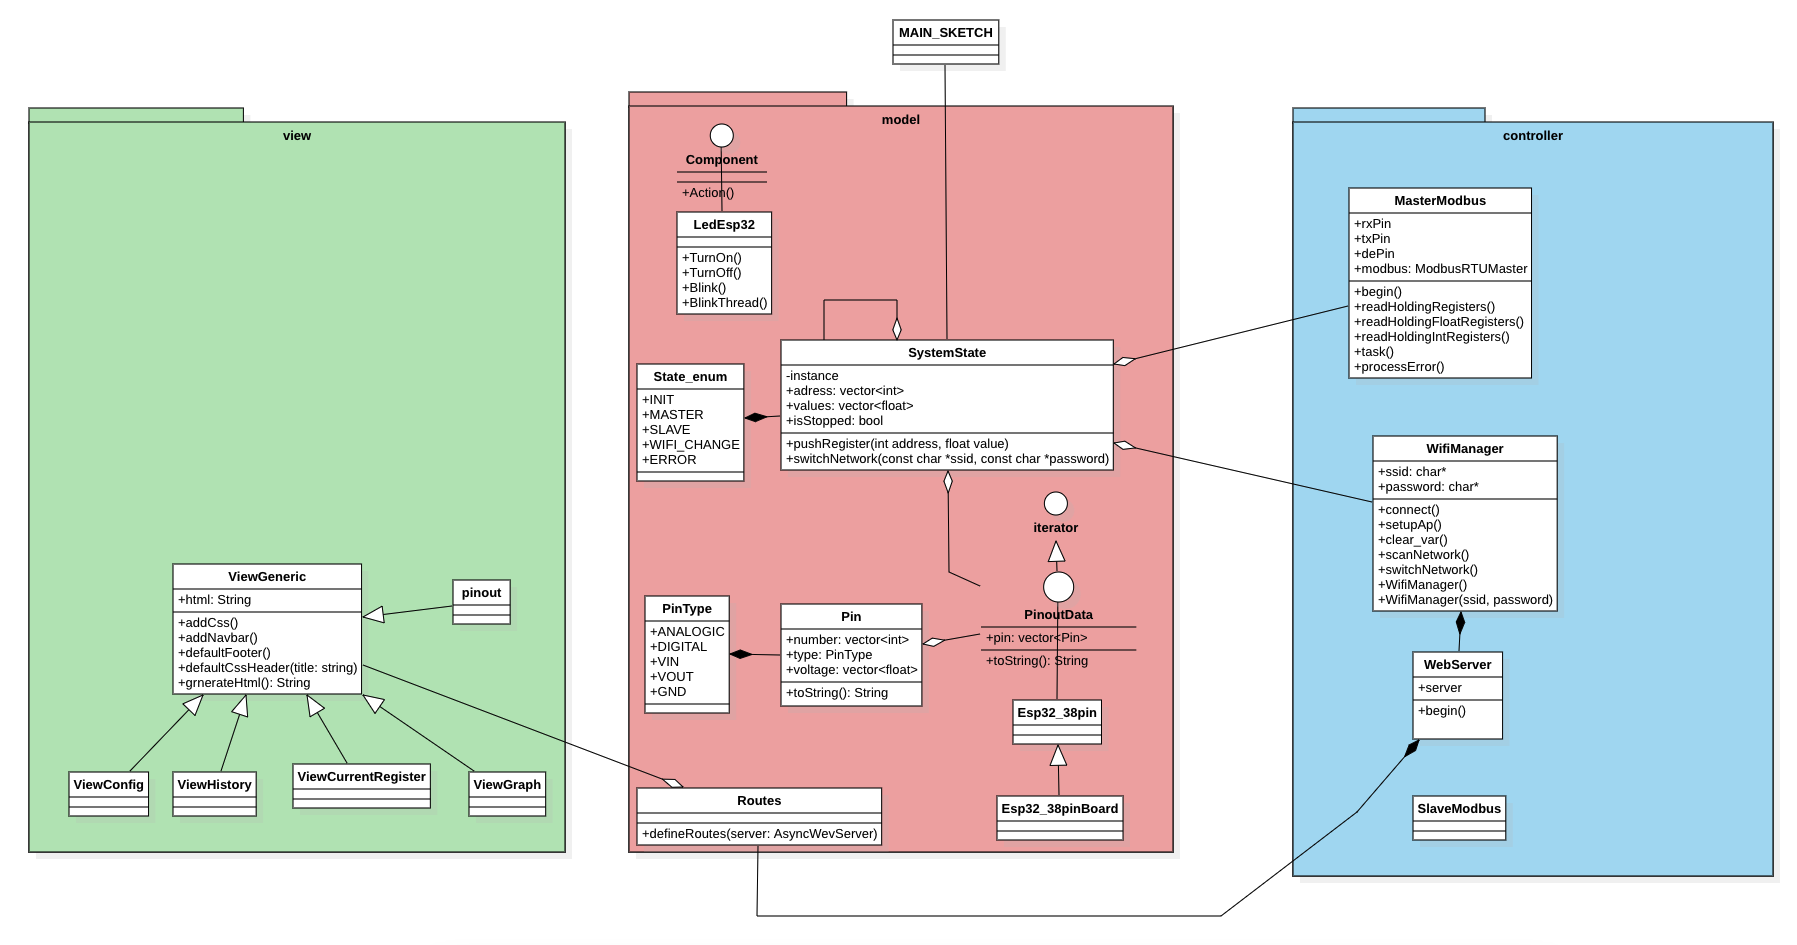 MAIN_SKETCH
view
ViewGeneric
+html: String
+addCss()
+addNavbar()
+defaultFooter()
+defaultCssHeader(title: string)
+grnerateHtml(): String
pinout
ViewConfig
ViewHistory
ViewCurrentRegister
ViewGraph
model
Component
+Action()
LedEsp32
+TurnOn()
+TurnOff()
+Blink()
+BlinkThread()
State_enum
+INIT
+MASTER
+SLAVE
+WIFI_CHANGE
+ERROR
SystemState
-instance
+adress: vector<int>
+values: vector<float>
+isStopped: bool
+pushRegister(int address, float value)
+switchNetwork(const char *ssid, const char *password)
iterator
PinType
+ANALOGIC
+DIGITAL
+VIN
+VOUT
+GND
Pin
+number: vector<int>
+type: PinType
+voltage: vector<float>
+toString(): String
PinoutData
+pin: vector<Pin>
+toString(): String
Esp32_38pin
Esp32_38pinBoard
Routes
+defineRoutes(server: AsyncWevServer)
controller
MasterModbus
+rxPin
+txPin
+dePin
+modbus: ModbusRTUMaster
+begin()
+readHoldingRegisters()
+readHoldingFloatRegisters()
+readHoldingIntRegisters()
+task()
+processError()
WifiManager
+ssid: char*
+password: char*
+connect()
+setupAp()
+clear_var()
+scanNetwork()
+switchNetwork()
+WifiManager()
+WifiManager(ssid, password)
WebServer
+server
+begin()
SlaveModbus